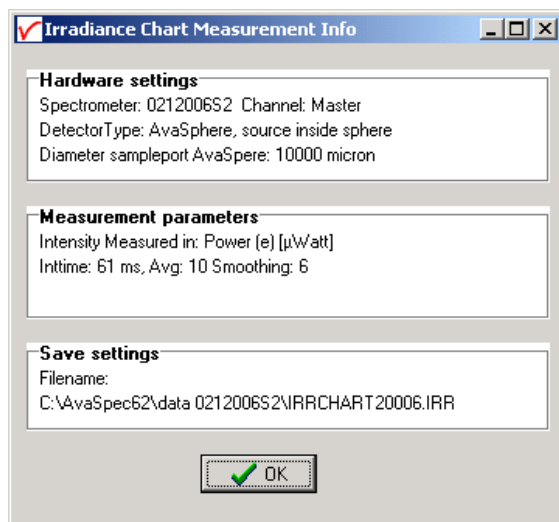 Irradiance Chart Measurement Info
Hardware settings
Spectrometer: 0212006S2  Channel: Master
DetectorType: AvaSphere, source inside sphere
Diameter sampleport AvaSpere: 10000 micron
Measurement parameters
Intensity Measured in: Power (e) [µWatt]
Inttime: 61 ms, Avg: 10 Smoothing: 6
Save settings
Filename:
C:\AvaSpec62\data 0212006S2\IRRCHART20006.IRR
OK